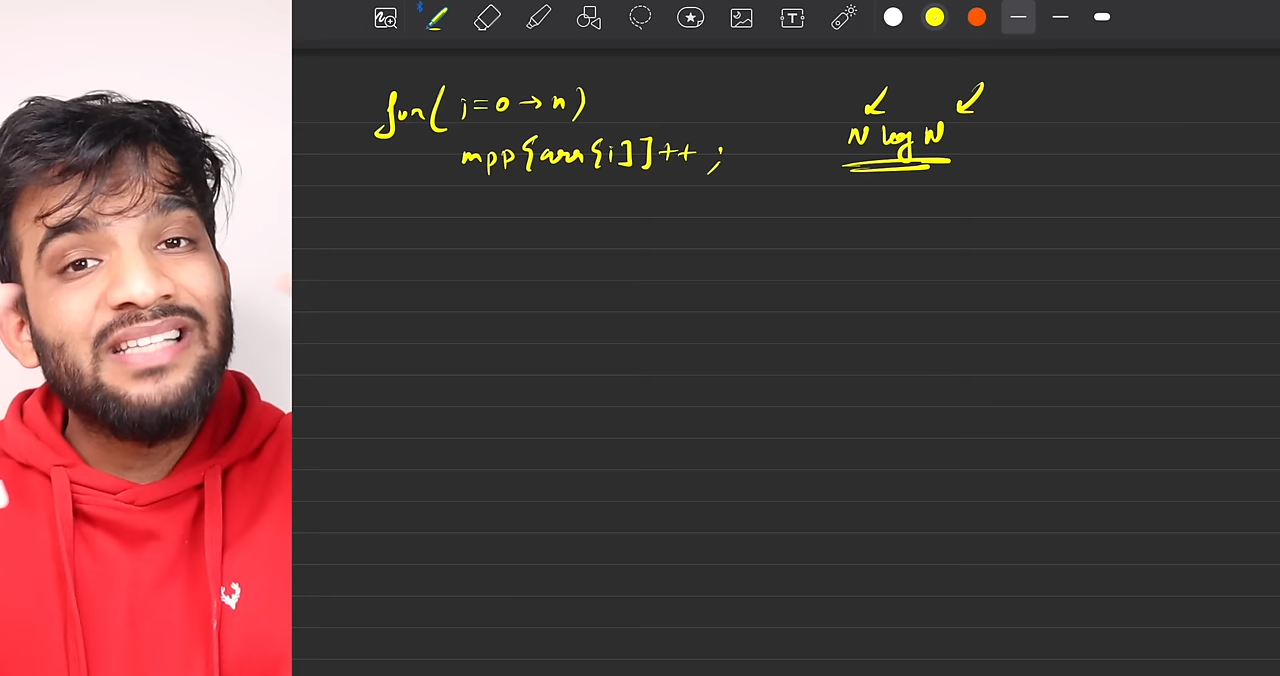 for( i=0 → n)
mpp[arr[i]]++ ;
N log N
T